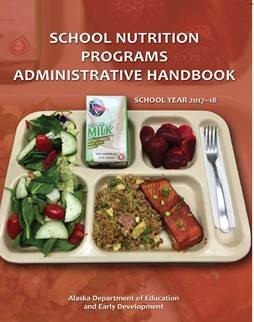 SCHOOL NUTRITION
PROGRAMS
ADMINISTRATIVE HANDBOOK
SCHOOL YEAR 2017–18
MILK
Alaska Department of Education
and Early Development